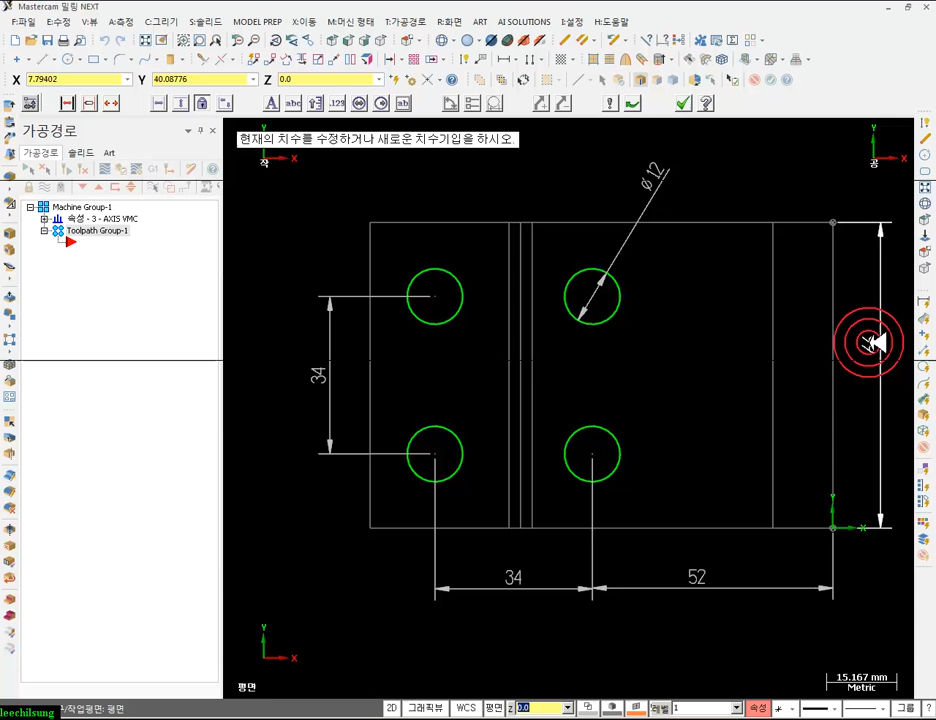 Mastercam 밀링 NEXT
F:파일 E:수정 V:뷰 A:측정 C:그리기 S:솔리드 MODEL PREP X:이동 M:머신 형태 T:가공경로 R:화면 ART AI SOLUTIONS I:설정 H:도움말
X 7.79402 Y 40.08776 Z 0.0
가공경로
가공경로 솔리드 Art
G1
Machine Group-1
속성 - 3 - AXIS VMC
Toolpath Group-1
현재의 치수를 수정하거나 새로운 치수기입을 하시오.
Y
작 X
Y
공 X
Ø12
34
34
52
Y
X
Y
X
평면
15.167 mm
Metric
leechilsung
/작업평면: 평면
2D 그래픽뷰 WCS 평면 Z 0.0 레벨 1 속성 그룹 ?